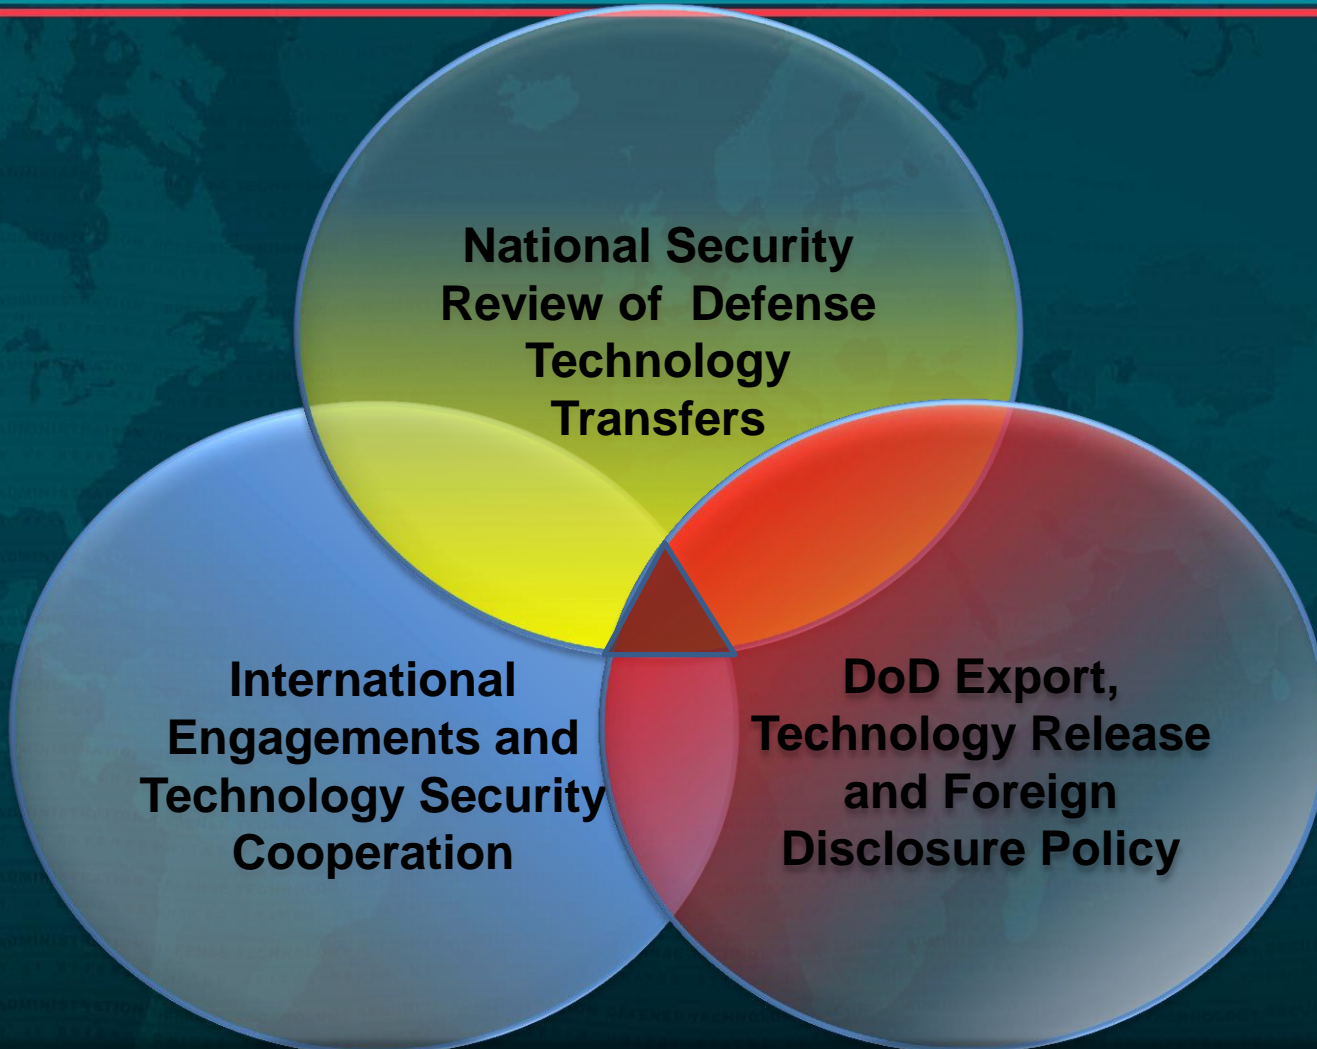 National Security
Review of  Defense
Technology
Transfers
International
Engagements and
Technology Security
Cooperation
DoD Export,
Technology Release
and Foreign
Disclosure Policy